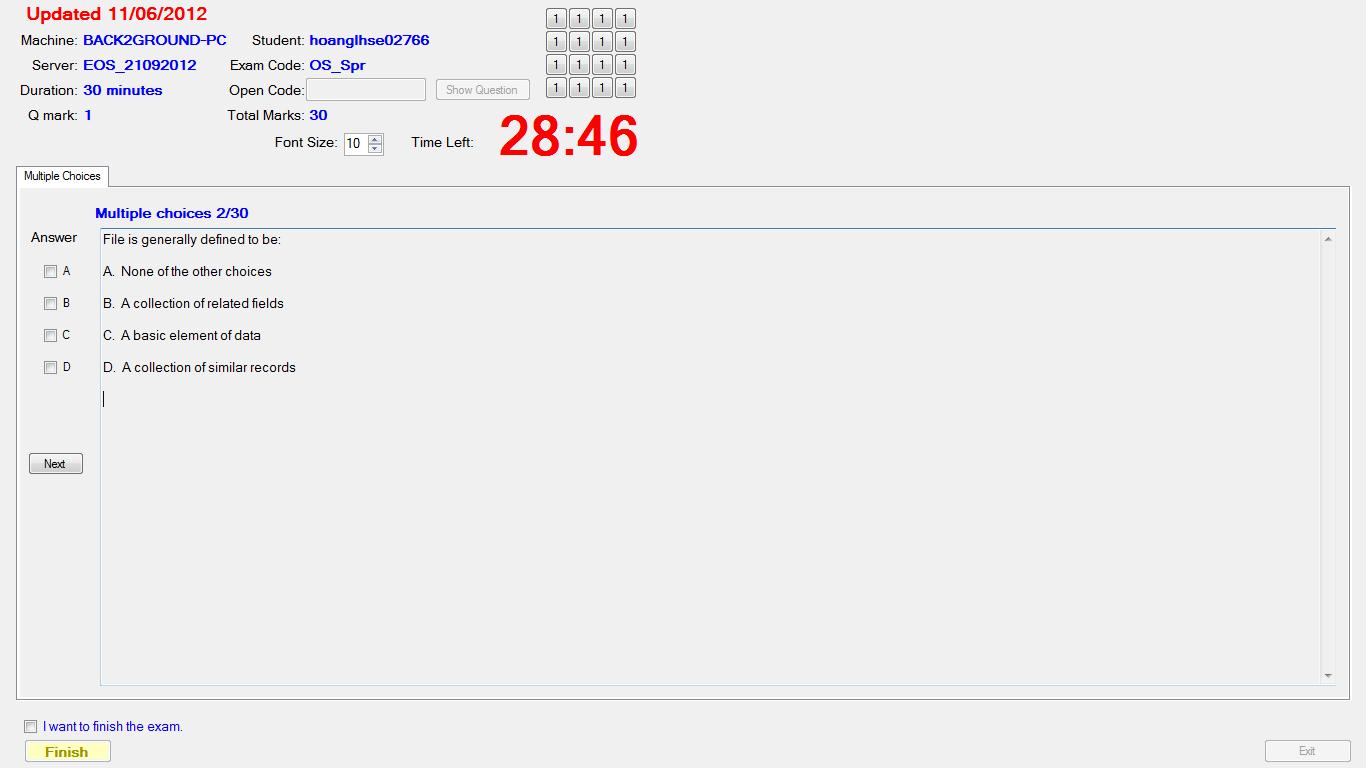 Updated 11/06/2012
Machine: BACK2GROUND-PC Student: hoanglhse02766
Server: EOS_21092012 Exam Code: OS_Spr
Duration: 30 minutes Open Code: Show Question
Q mark: 1 Total Marks: 30
Font Size: 10 Time Left: 28:46
1 1 1 1
1 1 1 1
1 1 1 1
1 1 1 1
Multiple Choices
Multiple choices 2/30
Answer
File is generally defined to be:
A A. None of the other choices
B B. A collection of related fields
C C. A basic element of data
D D. A collection of similar records
Next
I want to finish the exam.
Finish
Exit